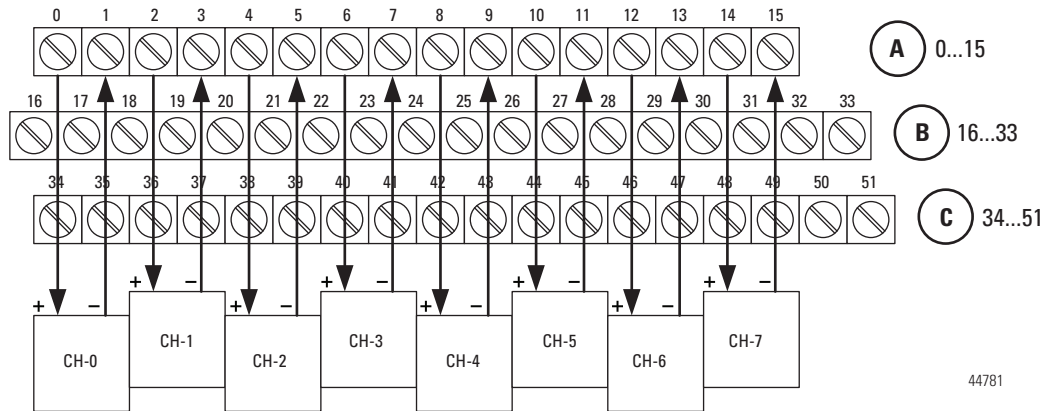 0 1 2 3 4 5 6 7 8 9 10 11 12 13 14 15
A 0...15
16 17 18 19 20 21 22 23 24 25 26 27 28 29 30 31 32 33
B 16...33
34 35 36 37 38 39 40 41 42 43 44 45 46 47 48 49 50 51
C 34...51
+ – + – + – + – + – + – + – + –
CH-0 CH-1 CH-2 CH-3 CH-4 CH-5 CH-6 CH-7
44781